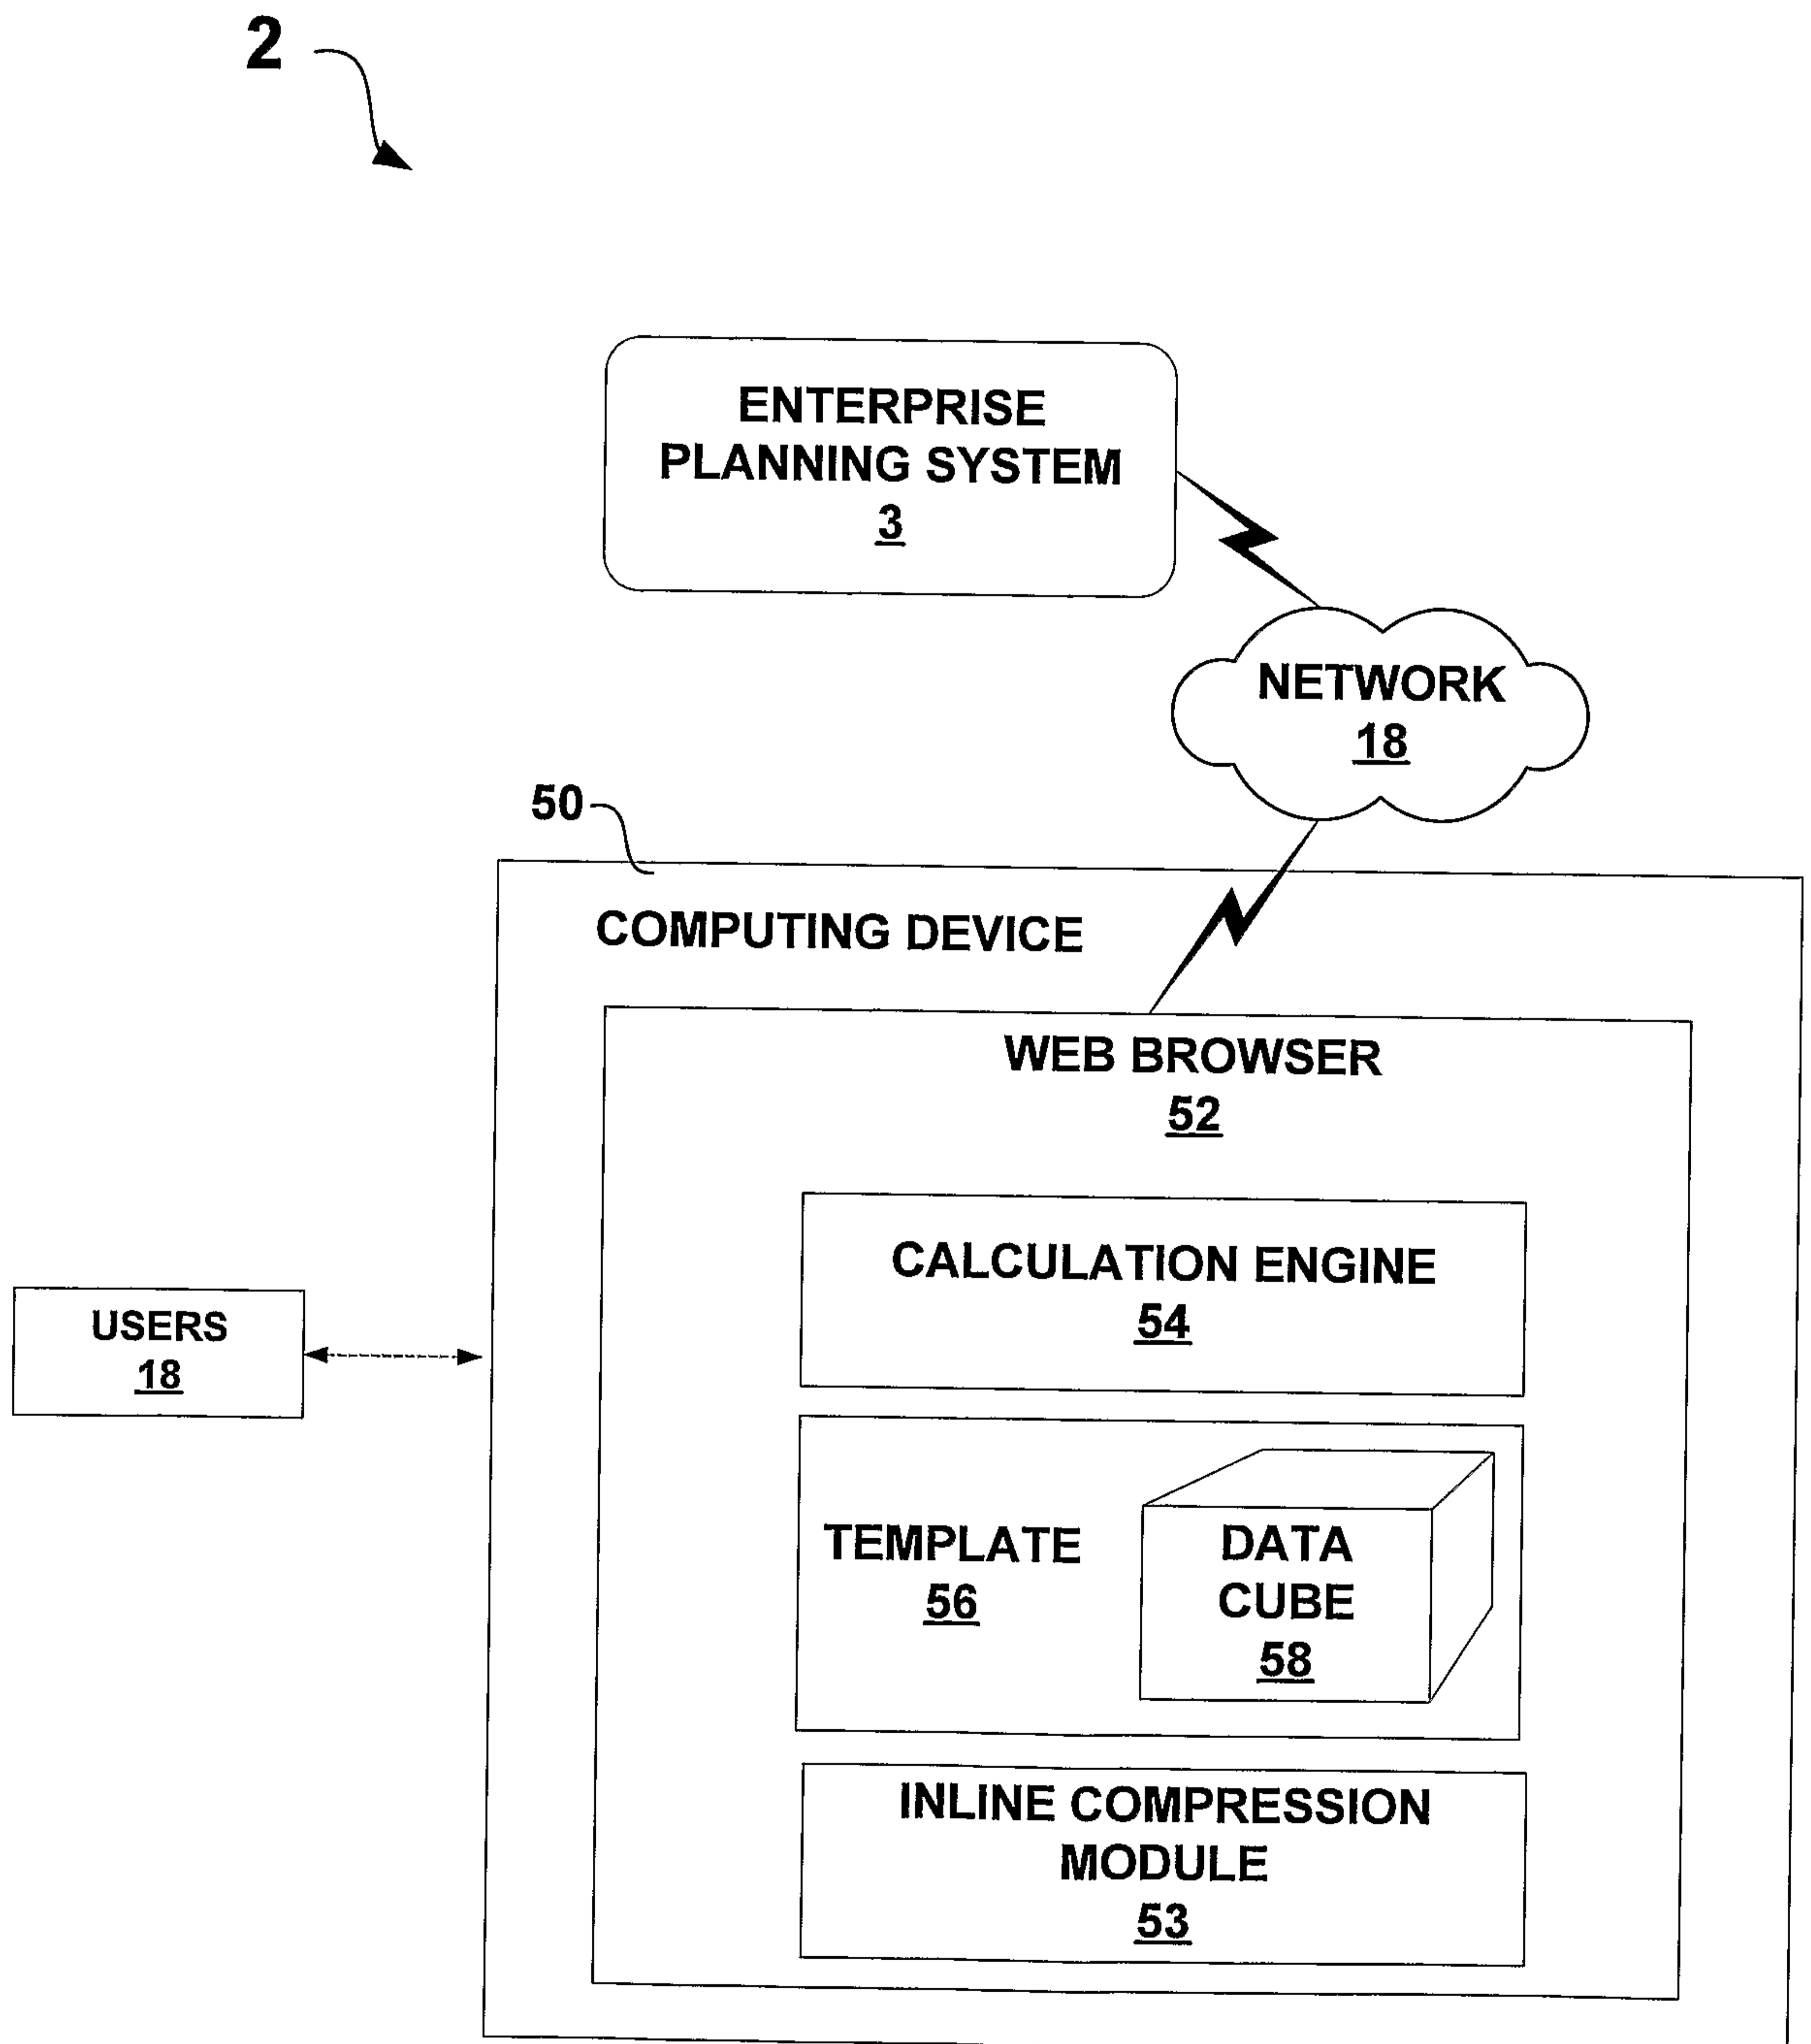 2
ENTERPRISE
PLANNING SYSTEM
3
NETWORK
18
50
COMPUTING DEVICE
WEB BROWSER
52
CALCULATION ENGINE
54
USERS
18
TEMPLATE
56
DATA
CUBE
58
INLINE COMPRESSION
MODULE
53